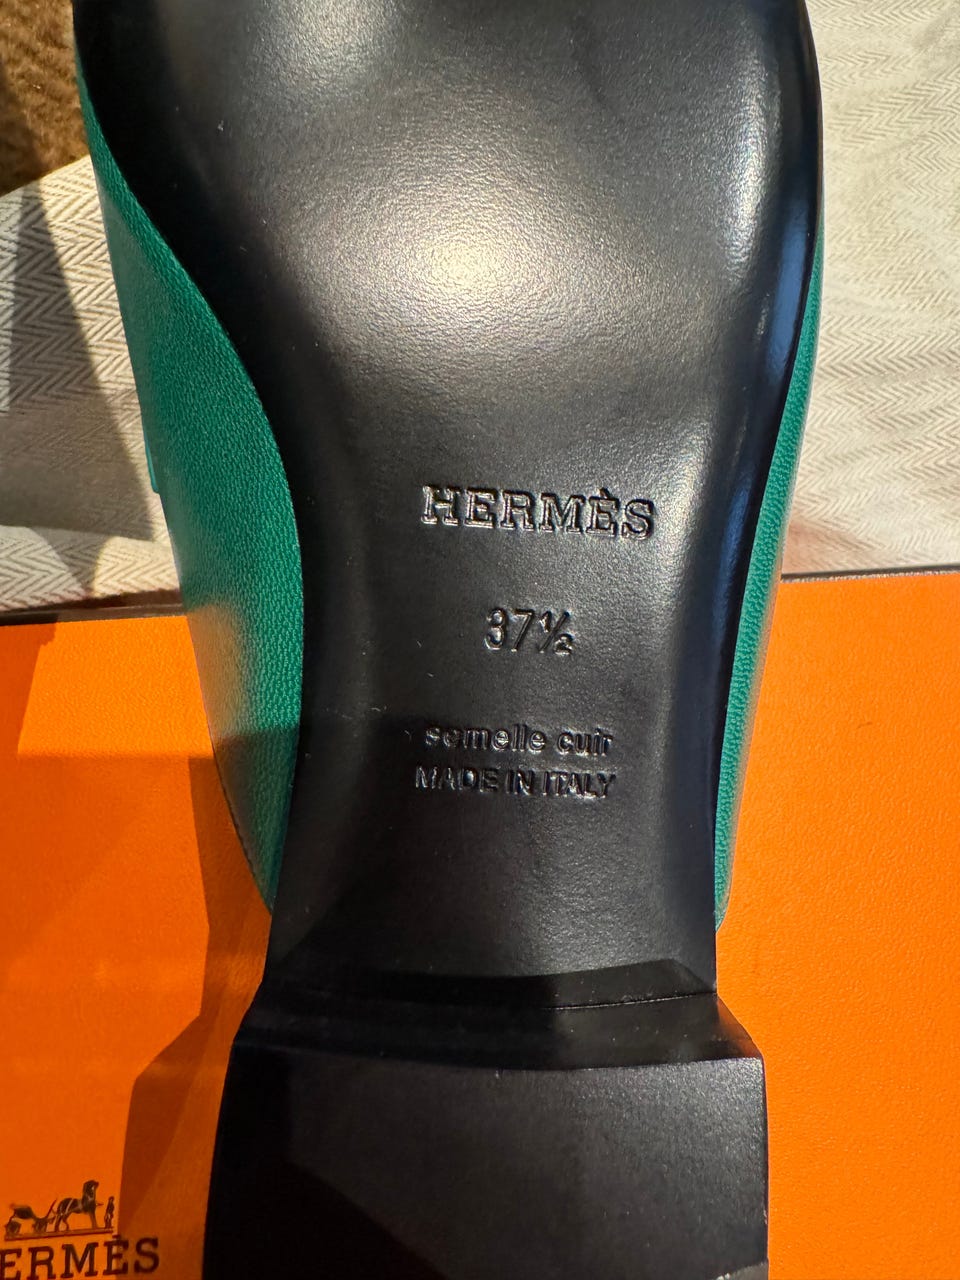 HERMÈS
37½
semelle cuir
MADE IN ITALY
HERMÈS